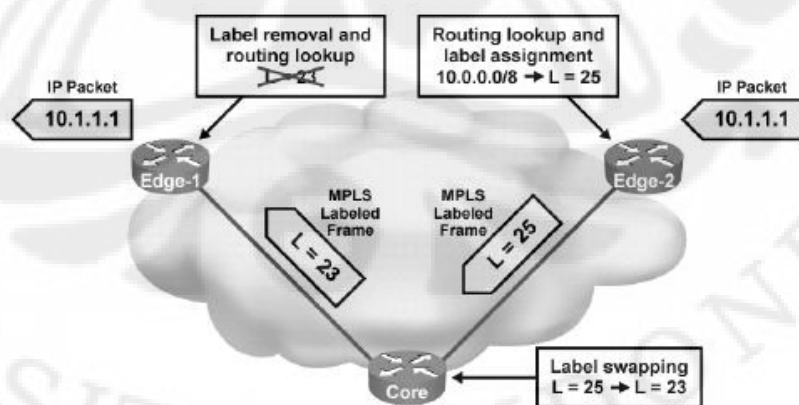 Label removal and
routing lookup
L=23
Routing lookup and
label assignment
10.0.0.0/8 → L = 25
IP Packet
10.1.1.1
IP Packet
10.1.1.1
Edge-1
Edge-2
MPLS
Labeled
Frame
L = 23
MPLS
Labeled
Frame
L = 25
Core
Label swapping
L = 25 → L = 23